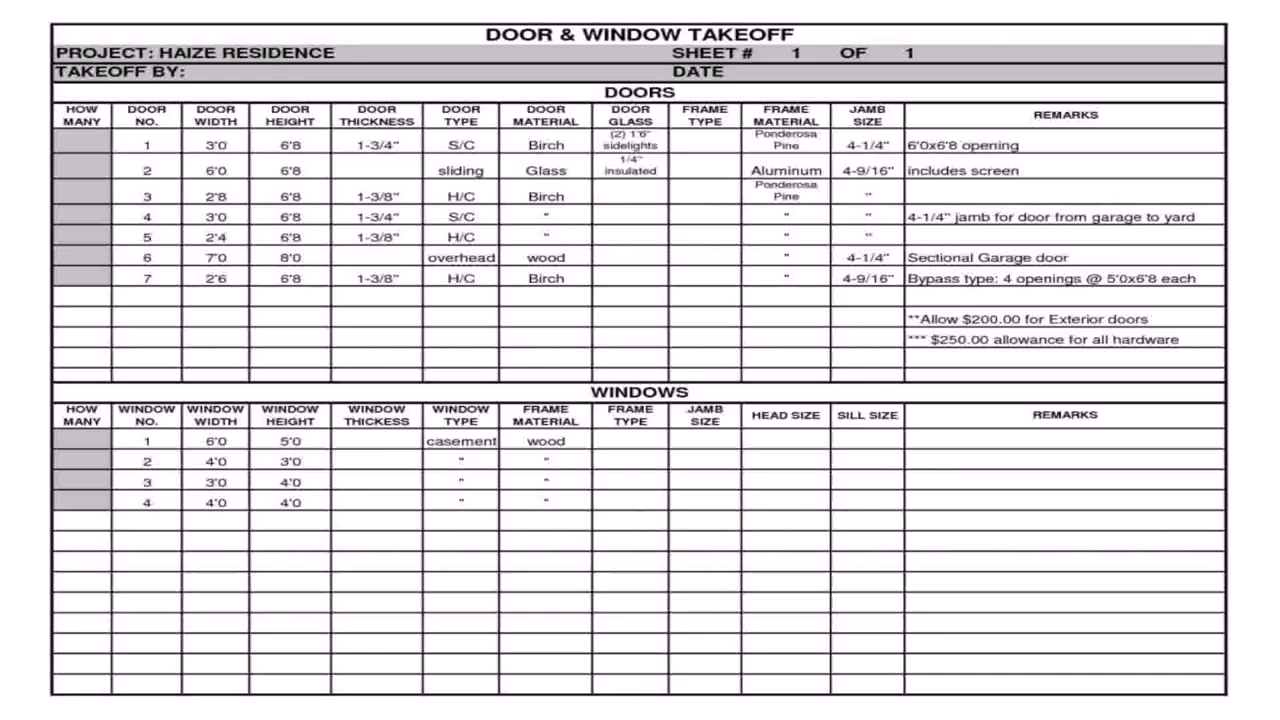 DOOR & WINDOW TAKEOFF
PROJECT: HAIZE RESIDENCE SHEET # 1 OF 1
TAKEOFF BY: DATE
DOORS
HOW MANY DOOR NO. DOOR WIDTH DOOR HEIGHT DOOR THICKNESS DOOR TYPE DOOR MATERIAL DOOR GLASS FRAME TYPE FRAME MATERIAL JAMB SIZE REMARKS
1 3'0 6'8 1-3/4" S/C Birch (2) 1'6" sidelights Ponderosa Pine 4-1/4" 6'0x6'8 opening
2 6'0 6'8 sliding Glass 1/4" insulated Aluminum 4-9/16" includes screen
3 2'8 6'8 1-3/8" H/C Birch Ponderosa Pine "
4 3'0 6'8 1-3/4" S/C " " " 4-1/4" jamb for door from garage to yard
5 2'4 6'8 1-3/8" H/C " " "
6 7'0 8'0 overhead wood " 4-1/4" Sectional Garage door
7 2'6 6'8 1-3/8" H/C Birch " 4-9/16" Bypass type: 4 openings @ 5'0x6'8 each
**Allow $200.00 for Exterior doors
*** $250.00 allowance for all hardware
WINDOWS
HOW MANY WINDOW NO. WINDOW WIDTH WINDOW HEIGHT WINDOW THICKESS WINDOW TYPE FRAME MATERIAL FRAME TYPE JAMB SIZE HEAD SIZE SILL SIZE REMARKS
1 6'0 5'0 casement wood
2 4'0 3'0 " "
3 3'0 4'0 " "
4 4'0 4'0 " "